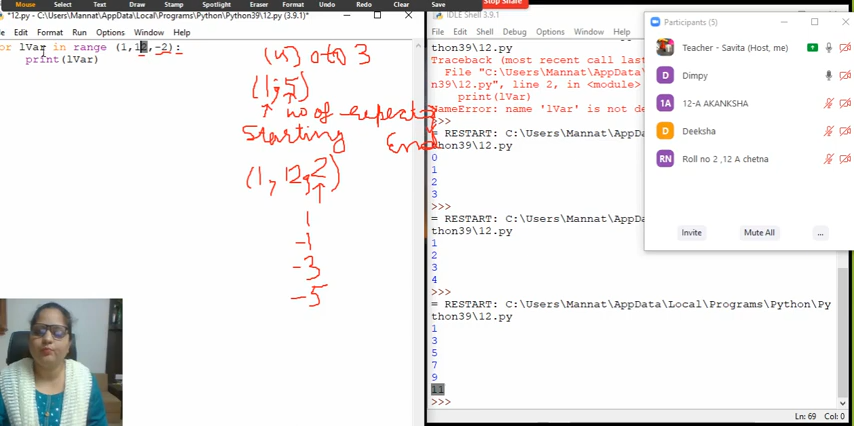 Mouse Select Text Draw Stamp Spotlight Eraser Format Undo Redo Clear Save
Stop Share
*12.py - C:\Users\Mannat\AppData\Local\Programs\Python\Python39\12.py (3.9.1)*
Edit Format Run Options Window Help
or lVar in range (1,12,-2):
print(lVar)
(4) 0 to 3
(1,5)
no of repeats
Starting
End
(1,12,2)
1
-1
-3
-5
IDLE Shell 3.9.1
File Edit Shell Debug Options Window Help
thon39\12.py
Traceback (most recent call las
File "C:\Users\Mannat\AppData\
n39\12.py", line 2, in <module>
print(lVar)
NameError: name 'lVar' is not de
>>>
= RESTART: C:\Users\Mannat\AppDa
thon39\12.py
0
1
2
3
>>>
= RESTART: C:\Users\Mannat\AppDa
thon39\12.py
1
2
3
4
>>>
= RESTART: C:\Users\Mannat\AppData\Local\Programs\Python\Py
thon39\12.py
1
3
5
7
9
11
>>>
Ln: 69 Col: 0
Participants (5)
Teacher - Savita (Host, me)
D Dimpy
1A 12-A AKANKSHA
D Deeksha
RN Roll no 2 ,12 A chetna
Invite Mute All ...